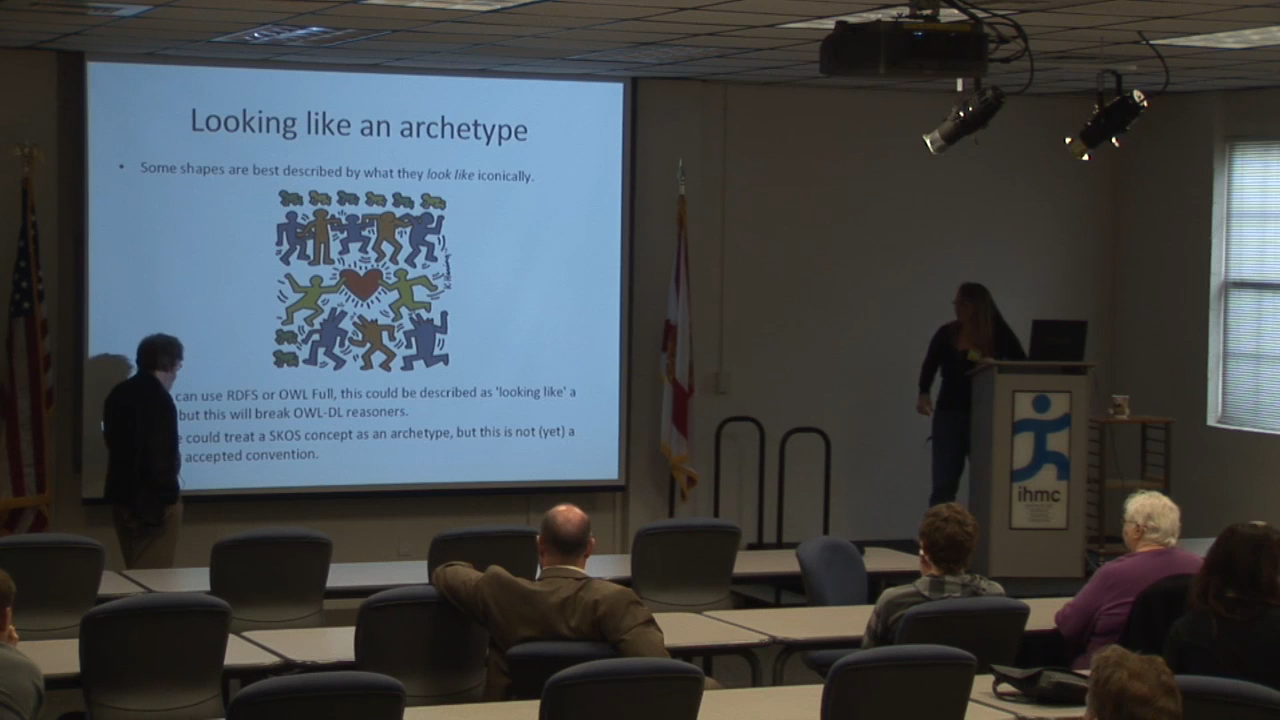 Looking like an archetype
• Some shapes are best described by what they look like iconically.
can use RDFS or OWL Full, this could be described as 'looking like' a
but this will break OWL-DL reasoners.
could treat a SKOS concept as an archetype, but this is not (yet) a
accepted convention.
ihmc